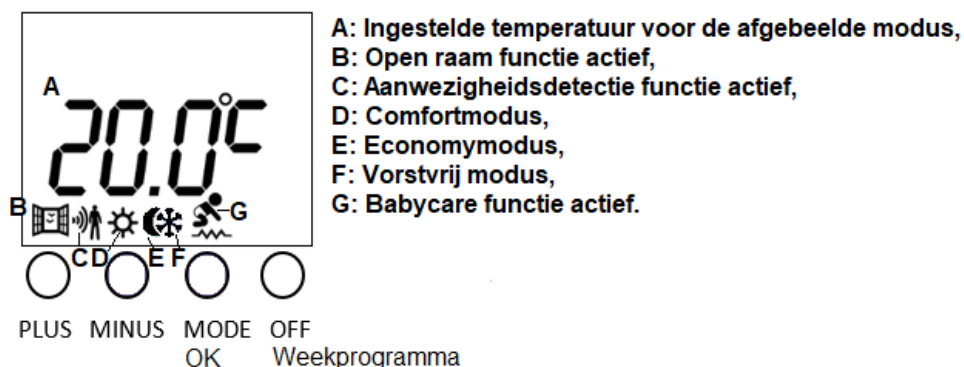 A: Ingestelde temperatuur voor de afgebeelde modus,
B: Open raam functie actief,
C: Aanwezigheidsdetectie functie actief,
D: Comfortmodus,
E: Economymodus,
F: Vorstvrij modus,
G: Babycare functie actief.
A
20.0°C
B
G
C D E F
PLUS MINUS MODE OFF
OK Weekprogramma